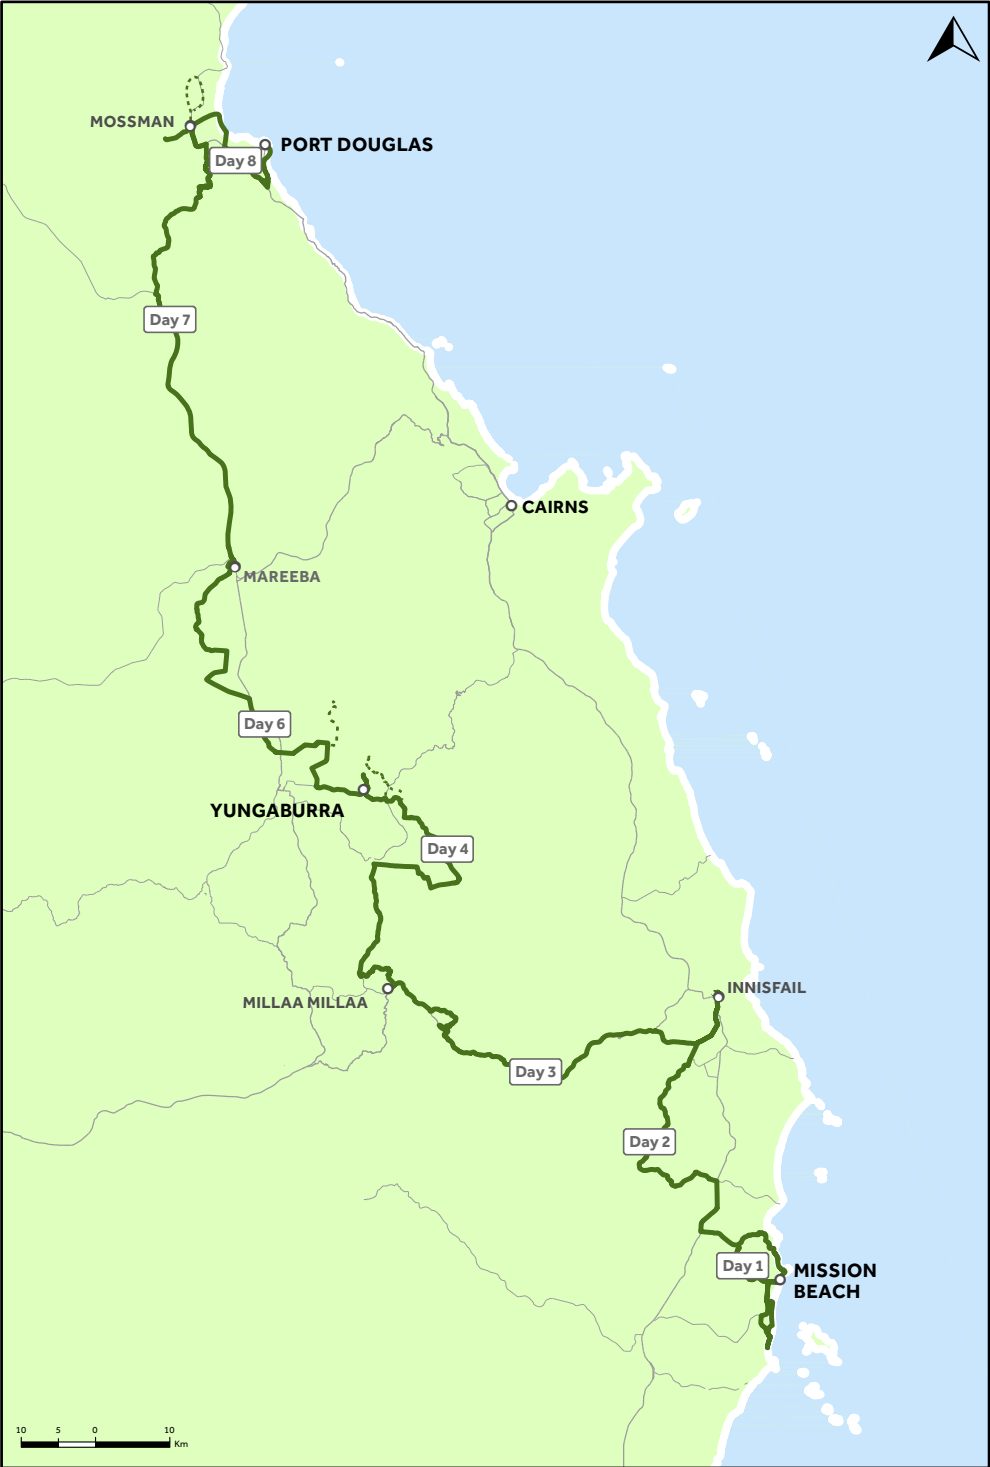 MOSSMAN
PORT DOUGLAS
Day 8
Day 7
CAIRNS
MAREEBA
Day 6
YUNGABURRA
Day 4
INNISFAIL
MILLAA MILLAA
Day 3
Day 2
Day 1
MISSION
BEACH
10 5 0 10
Km